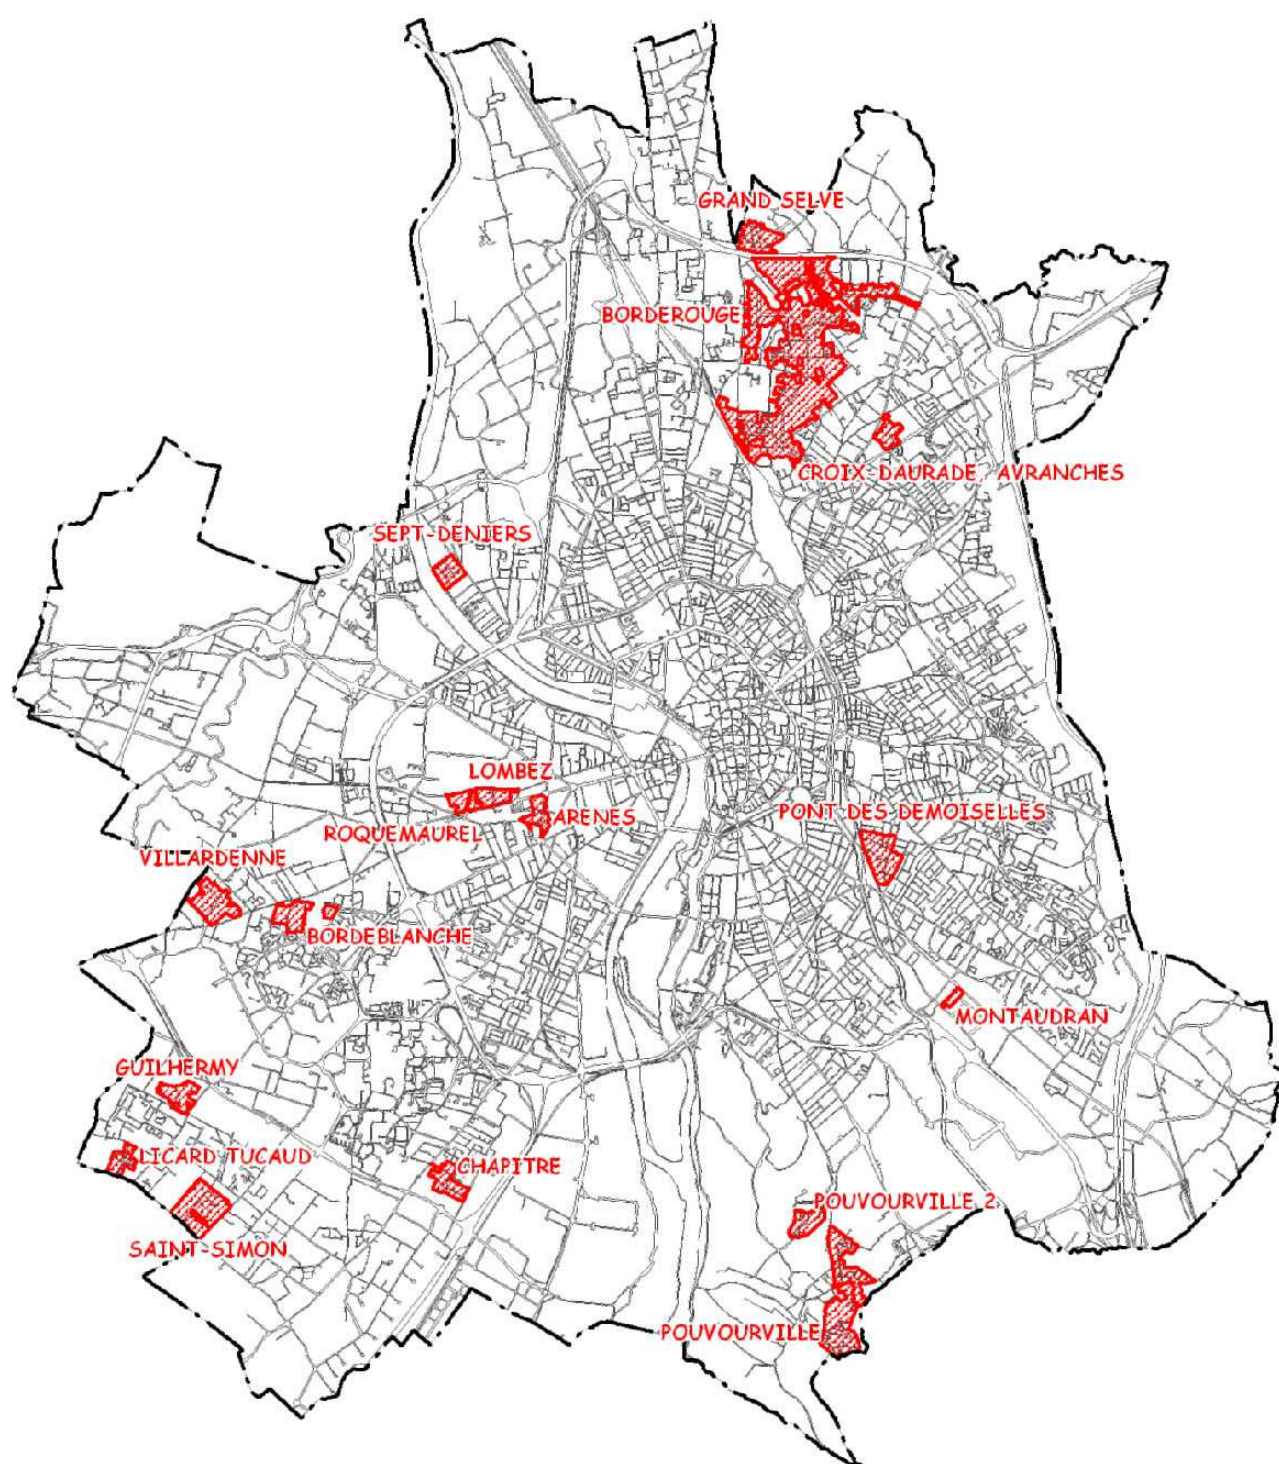 GRAND SELVE
BORDEROUGE
CROIX-DAURADE, AVRANCHES
SEPT-DENIERS
LOMBEZ
ARENES
ROQUEMAUREL
PONT DES DEMOISELLES
VILLARDENNE
BORDEBLANCHE
MONTAUDRAN
GUILHERMY
LICARD TUCAUD
CHAPITRE
POUVOURVILLE 2
SAINT-SIMON
POUVOURVILLE